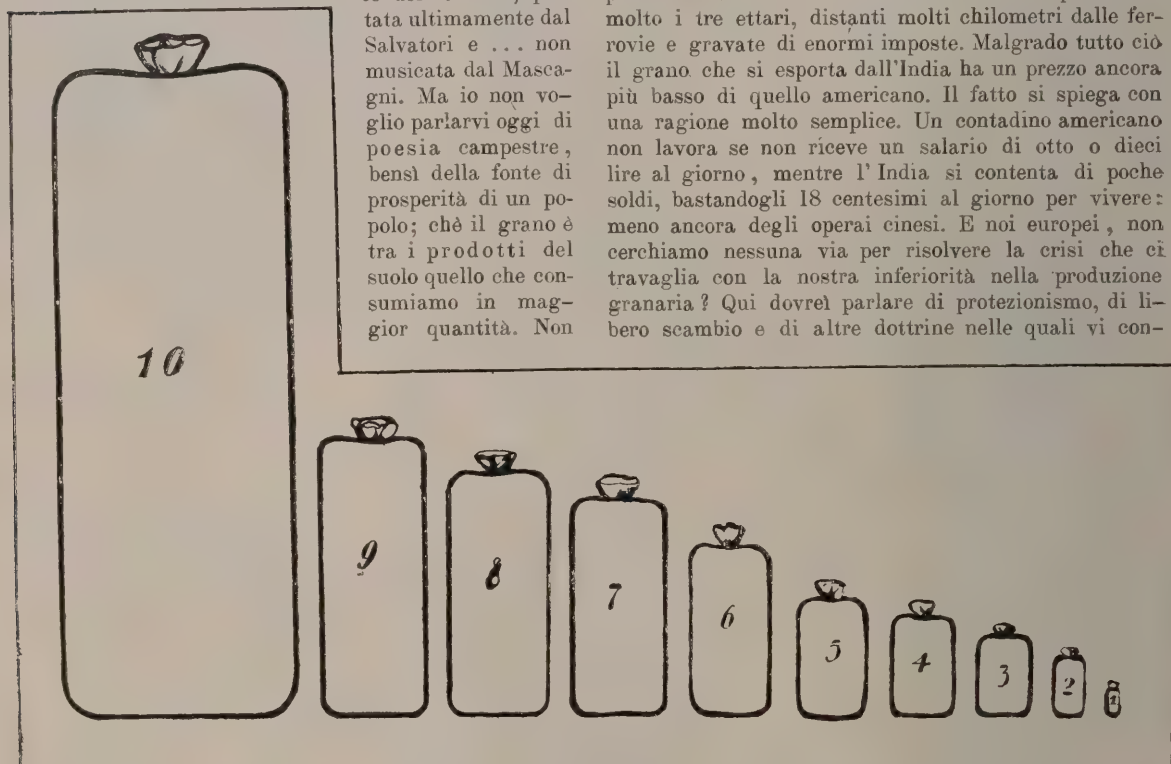 tata ultimamente dal
Salvatori e ... non
musicata dal Masca-
gni. Ma io non vo-
glio parlarvi oggi di
poesia campestre,
bensì della fonte di
prosperità di un po-
polo; chè il grano è
tra i prodotti del
suolo quello che con-
sumiamo in mag-
gior quantità. Non
molto i tre ettari, distanti molti chilometri dalle fer-
rovie e gravate di enormi imposte. Malgrado tutto ciò
il grano che si esporta dall'India ha un prezzo ancora
più basso di quello americano. Il fatto si spiega con
una ragione molto semplice. Un contadino americano
non lavora se non riceve un salario di otto o dieci
lire al giorno, mentre l'India si contenta di poche
soldi, bastandogli 18 centesimi al giorno per vivere:
meno ancora degli operai cinesi. E noi europei, non
cerchiamo nessuna via per risolvere la crisi che ci
travaglia con la nostra inferiorità nella produzione
granaria? Qui dovrei parlare di protezionismo, di li-
bero scambio e di altre dottrine nelle quali vi con-
10
9
8
7
6
5
4
3
2
1